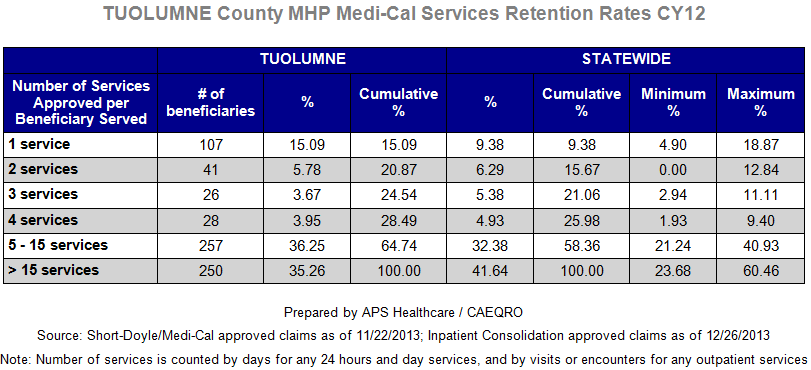 TUOLUMNE County MHP Medi-Cal Services Retention Rates CY12
TUOLUMNE STATEWIDE
Number of Services Approved per Beneficiary Served # of beneficiaries % Cumulative % % Cumulative % Minimum % Maximum %
1 service 107 15.09 15.09 9.38 9.38 4.90 18.87
2 services 41 5.78 20.87 6.29 15.67 0.00 12.84
3 services 26 3.67 24.54 5.38 21.06 2.94 11.11
4 services 28 3.95 28.49 4.93 25.98 1.93 9.40
5 - 15 services 257 36.25 64.74 32.38 58.36 21.24 40.93
> 15 services 250 35.26 100.00 41.64 100.00 23.68 60.46
Prepared by APS Healthcare / CAEQRO
Source: Short-Doyle/Medi-Cal approved claims as of 11/22/2013; Inpatient Consolidation approved claims as of 12/26/2013
Note: Number of services is counted by days for any 24 hours and day services, and by visits or encounters for any outpatient services